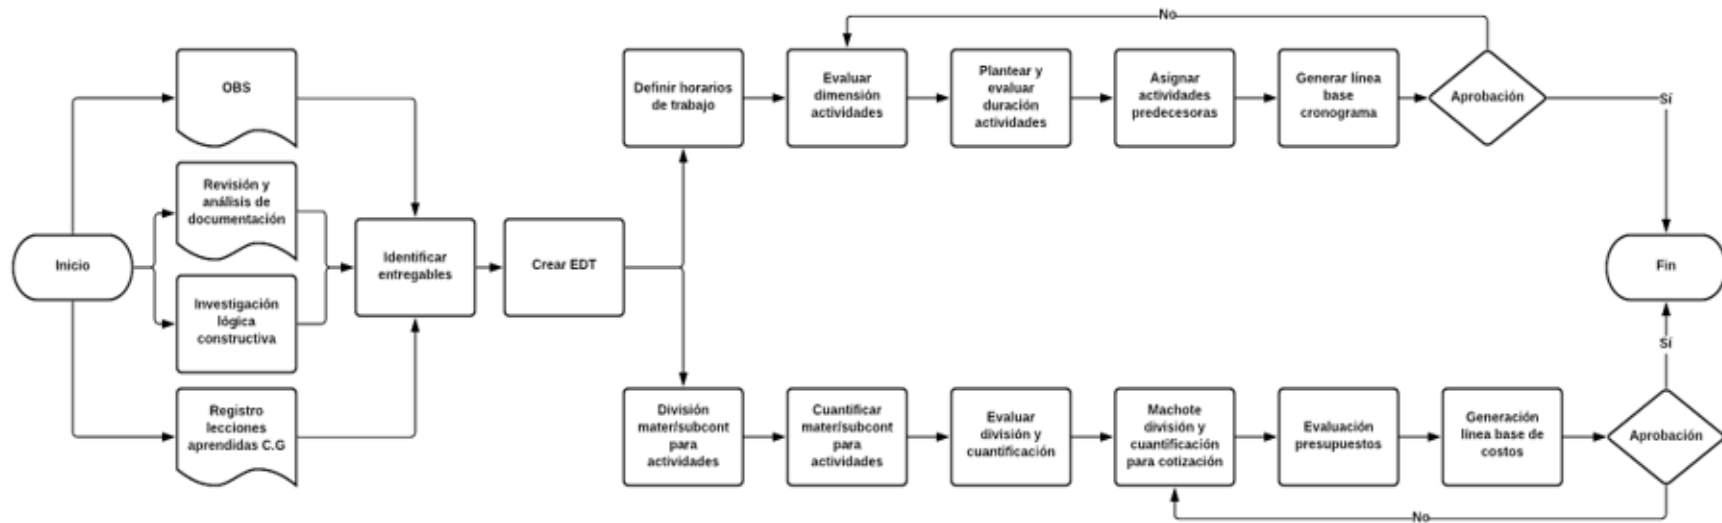 No
OBS
Definir horarios
de trabajo
Evaluar
dimensión
actividades
Plantear y
evaluar
duración
actividades
Asignar
actividades
predecesoras
Generar línea
base
cronograma
Aprobación
Sí
Revisión y
análisis de
documentación
Inicio
Identificar
entregables
Crear EDT
Fin
Investigación
lógica
constructiva
Sí
Registro
lecciones
aprendidas C.G
División
mater/subcont
para
actividades
Cuantificar
mater/subcont
para
actividades
Evaluar
división y
cuantificación
Machote
división y
cuantificación
para cotización
Evaluación
presupuestos
Generación
línea base de
costos
Aprobación
No